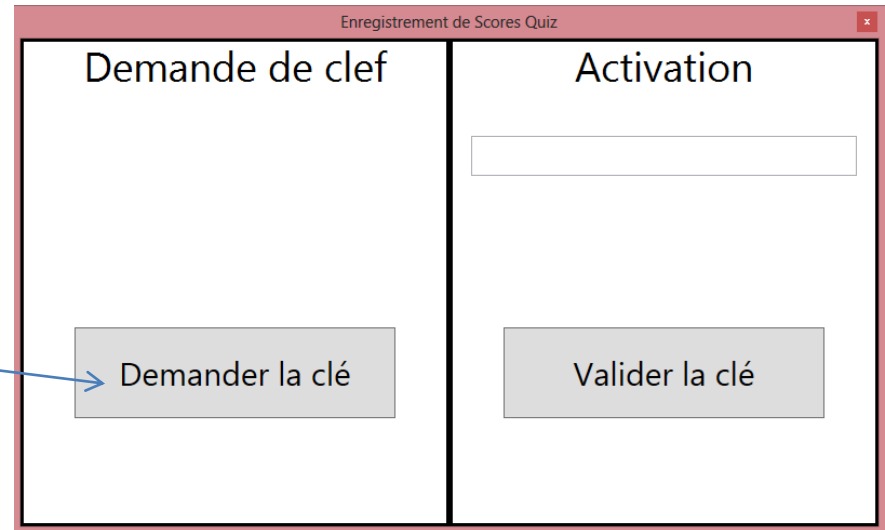 Enregistrement de Scores Quiz
x
Demande de clef
Demander la clé
Activation
Valider la clé